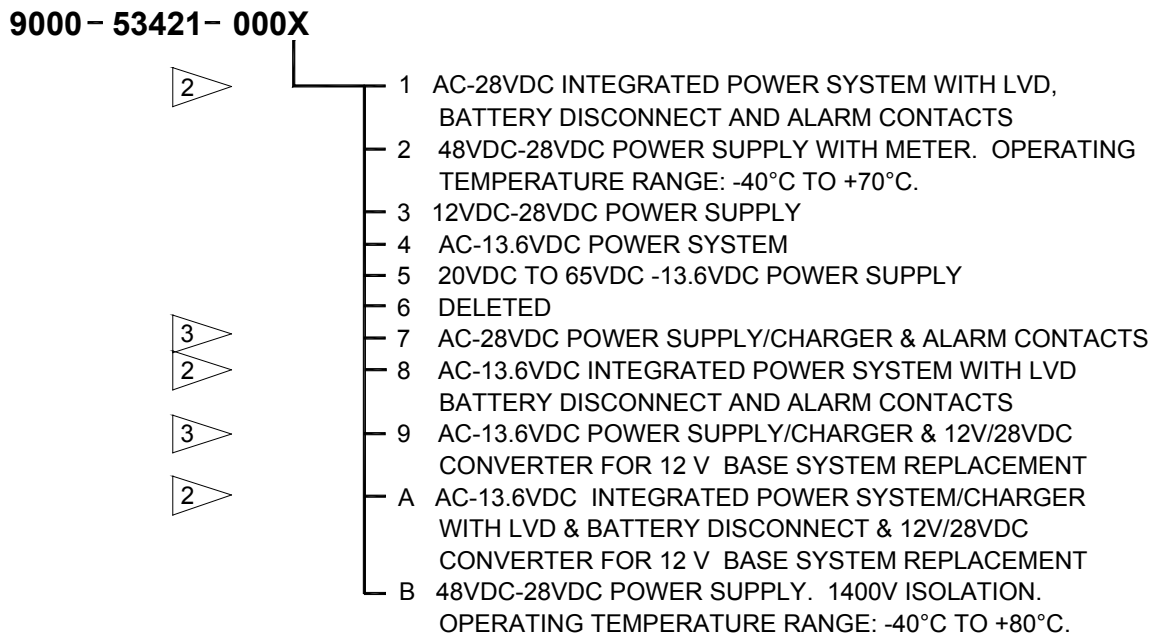 9000 – 53421 – 000X
2 1 AC-28VDC INTEGRATED POWER SYSTEM WITH LVD,
BATTERY DISCONNECT AND ALARM CONTACTS
2 48VDC-28VDC POWER SUPPLY WITH METER. OPERATING
TEMPERATURE RANGE: -40°C TO +70°C.
3 12VDC-28VDC POWER SUPPLY
4 AC-13.6VDC POWER SYSTEM
5 20VDC TO 65VDC -13.6VDC POWER SUPPLY
6 DELETED
3 7 AC-28VDC POWER SUPPLY/CHARGER & ALARM CONTACTS
2 8 AC-13.6VDC INTEGRATED POWER SYSTEM WITH LVD
BATTERY DISCONNECT AND ALARM CONTACTS
3 9 AC-13.6VDC POWER SUPPLY/CHARGER & 12V/28VDC
CONVERTER FOR 12 V BASE SYSTEM REPLACEMENT
2 A AC-13.6VDC INTEGRATED POWER SYSTEM/CHARGER
WITH LVD & BATTERY DISCONNECT & 12V/28VDC
CONVERTER FOR 12 V BASE SYSTEM REPLACEMENT
B 48VDC-28VDC POWER SUPPLY. 1400V ISOLATION.
OPERATING TEMPERATURE RANGE: -40°C TO +80°C.